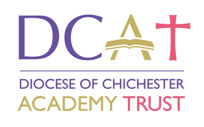 DCAT
DIOCESE OF CHICHESTER
ACADEMY TRUST